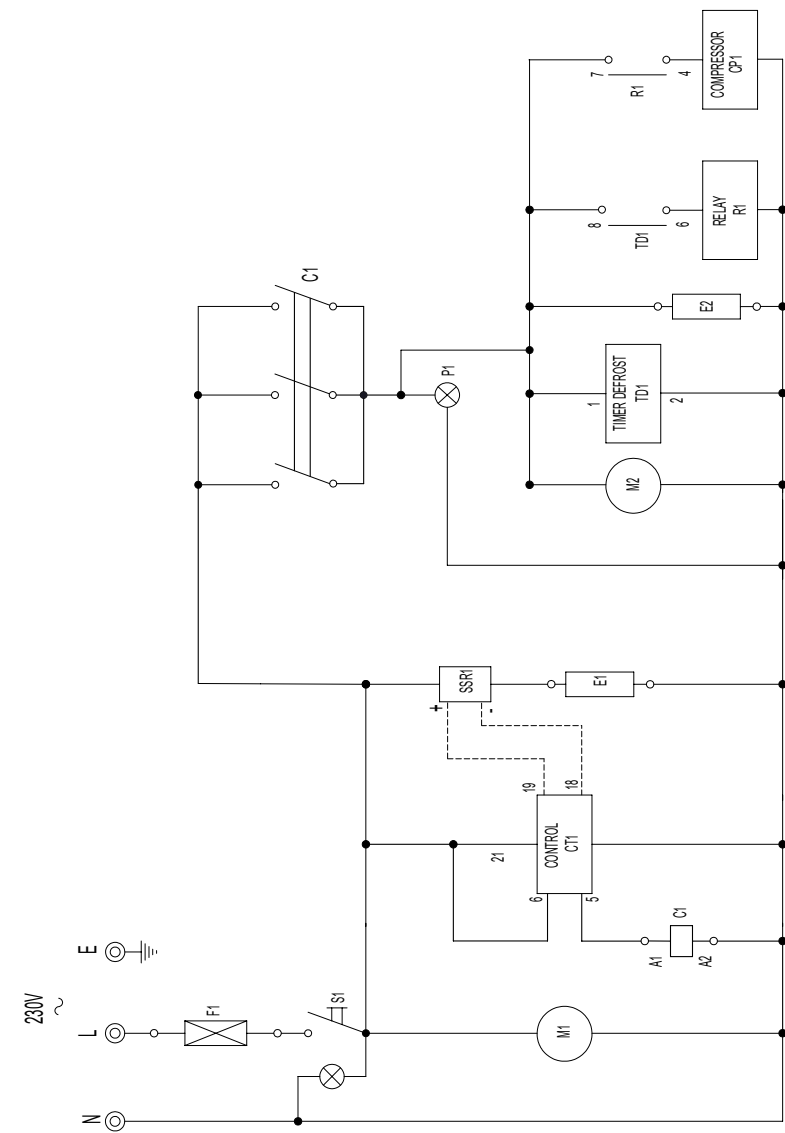 230V
~
N
L
E
F1
S1
C1
P1
7
R1
4
COMPRESSOR
CP1
8
TD1
6
RELAY
R1
E2
1
TIMER DEFROST
TD1
2
M2
SSR1
+
-
E1
19
18
21
CONTROL
CT1
6
5
C1
A1
A2
M1